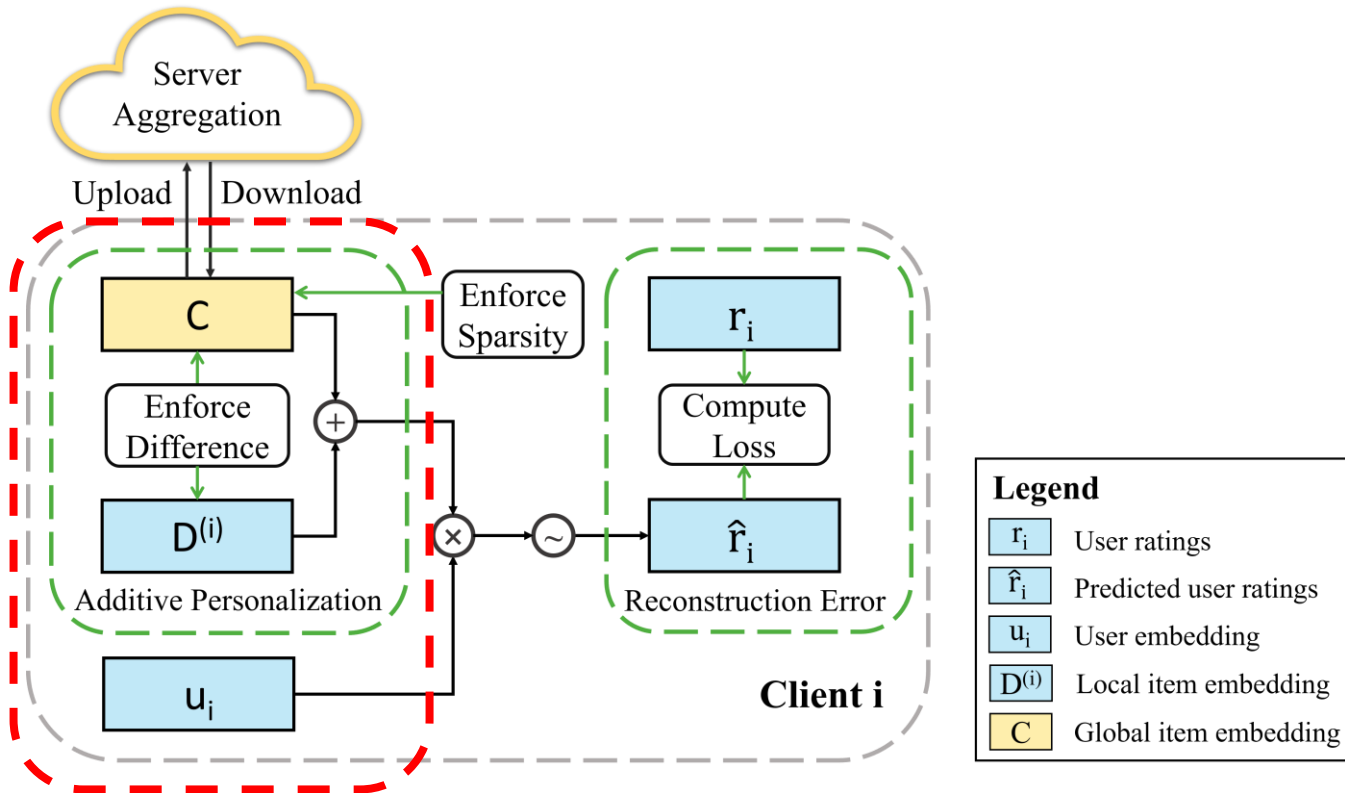 Server
Aggregation
Upload
Download
C
Enforce
Sparsity
Enforce
Difference
+
D(i)
Additive Personalization
u_i
×
~
r_i
Compute
Loss
r̂_i
Reconstruction Error
Client i
Legend
r_i User ratings
r̂_i Predicted user ratings
u_i User embedding
D(i) Local item embedding
C Global item embedding